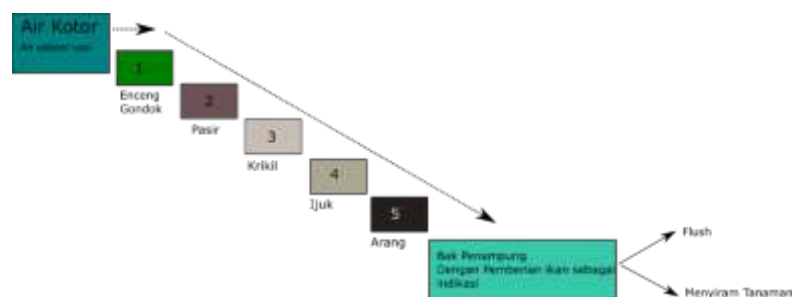 Air Kotor
1
Enceng
Gondok
2
Pasir
3
Krikil
4
Ijuk
5
Arang
Bak Penampung
Dengan Pemberian ikan sebagai
indikasi
Flush
Menyiram Tanaman